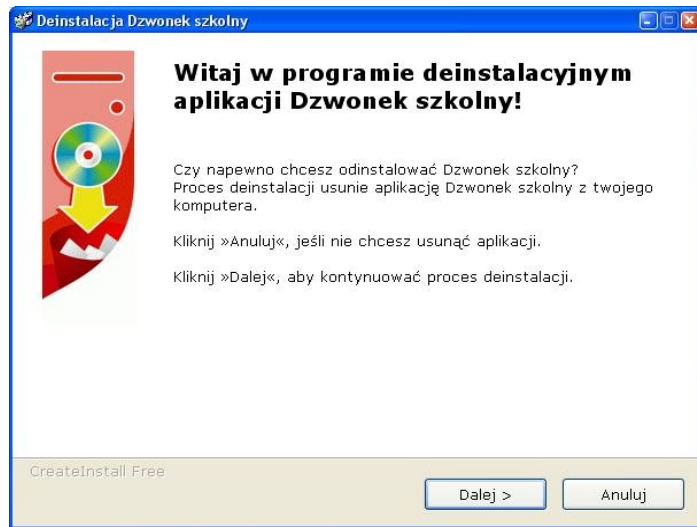 Deinstalacja Dzwonek szkolny
Witaj w programie deinstalacyjnym
aplikacji Dzwonek szkolny!
Czy napewno chcesz odinstalować Dzwonek szkolny?
Proces deinstalacji usunie aplikację Dzwonek szkolny z twojego
komputera.
Kliknij »Anuluj«, jeśli nie chcesz usunąć aplikacji.
Kliknij »Dalej«, aby kontynuować proces deinstalacji.
CreateInstall Free
Dalej >
Anuluj